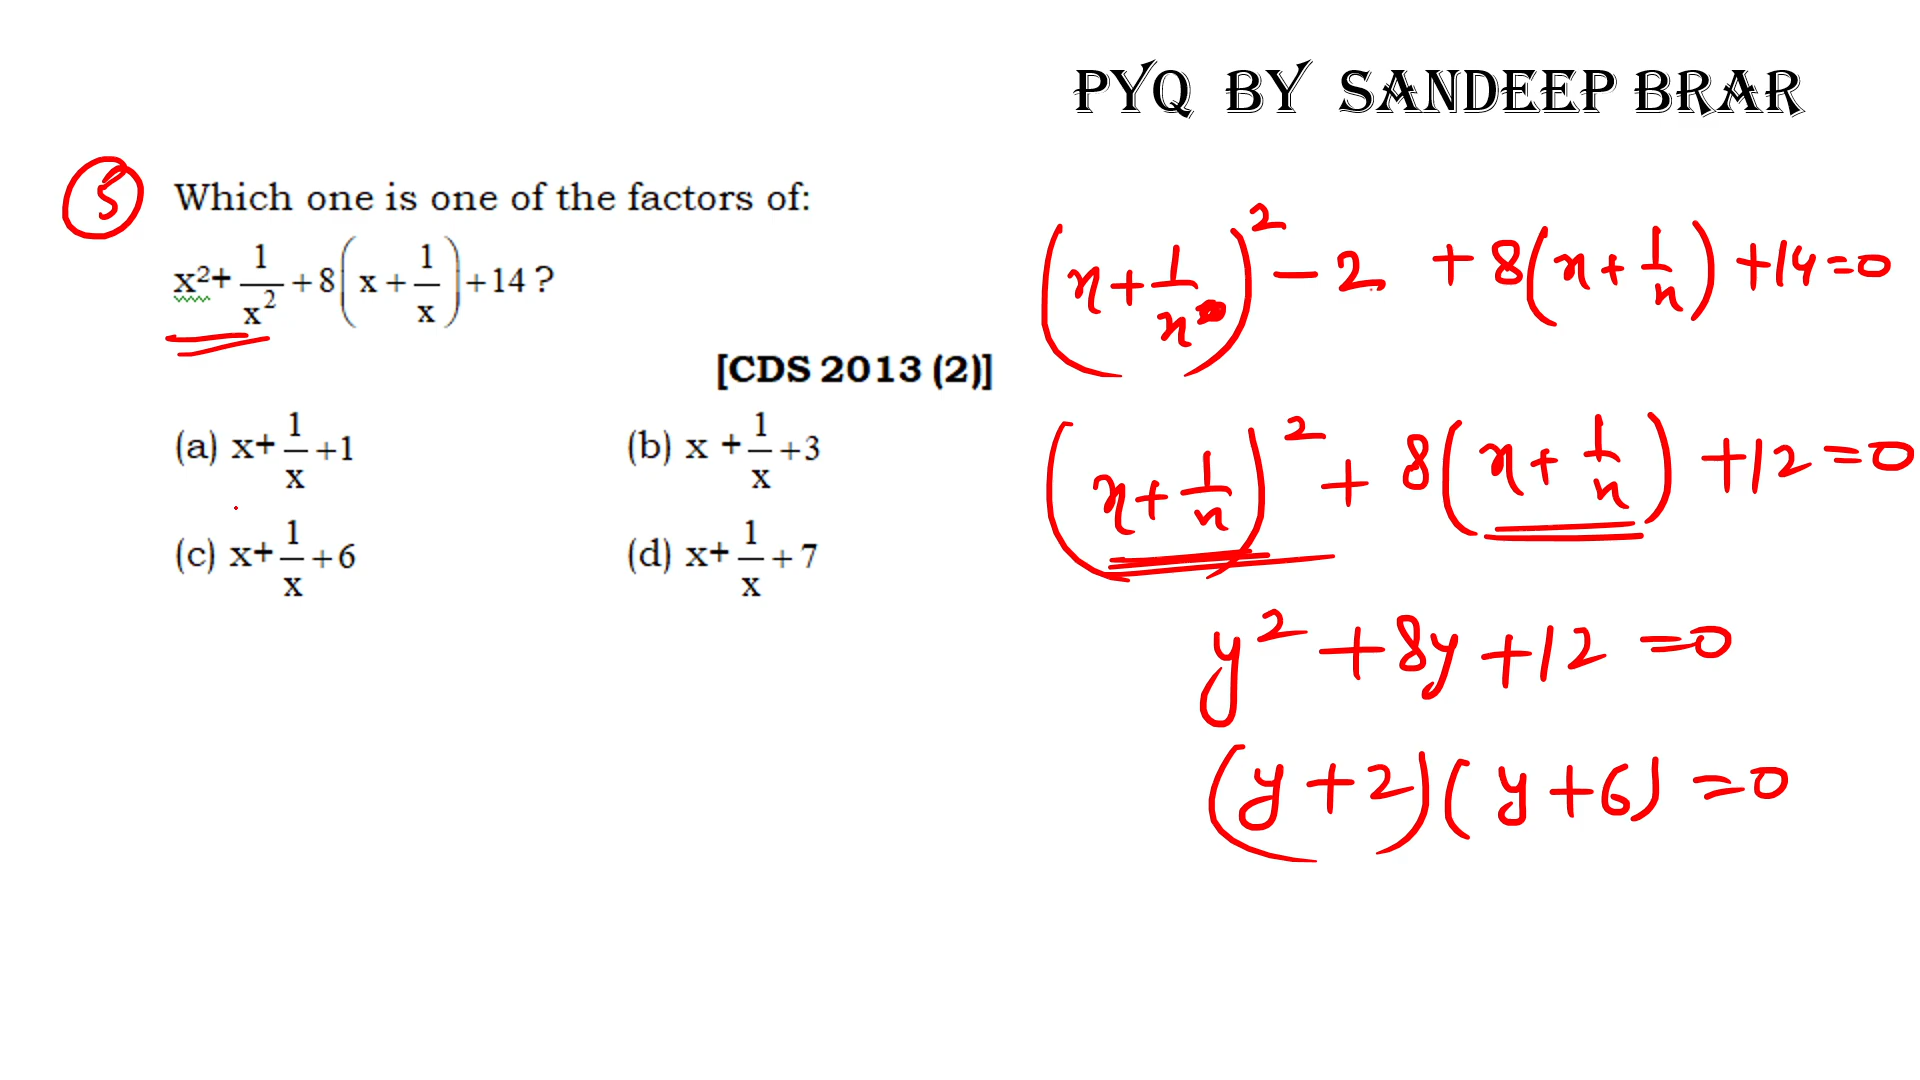 PYQ BY SANDEEP BRAR
5 Which one is one of the factors of:
x²+ 1/x² + 8(x + 1/x) + 14 ?
[CDS 2013 (2)]
(a) x+ 1/x +1 (b) x + 1/x +3
(c) x+ 1/x +6 (d) x+ 1/x + 7
(x + 1/x)² - 2 + 8(x + 1/x) + 14 = 0
(x + 1/x)² + 8(x + 1/x) + 12 = 0
y² + 8y + 12 = 0
(y + 2)(y + 6) = 0